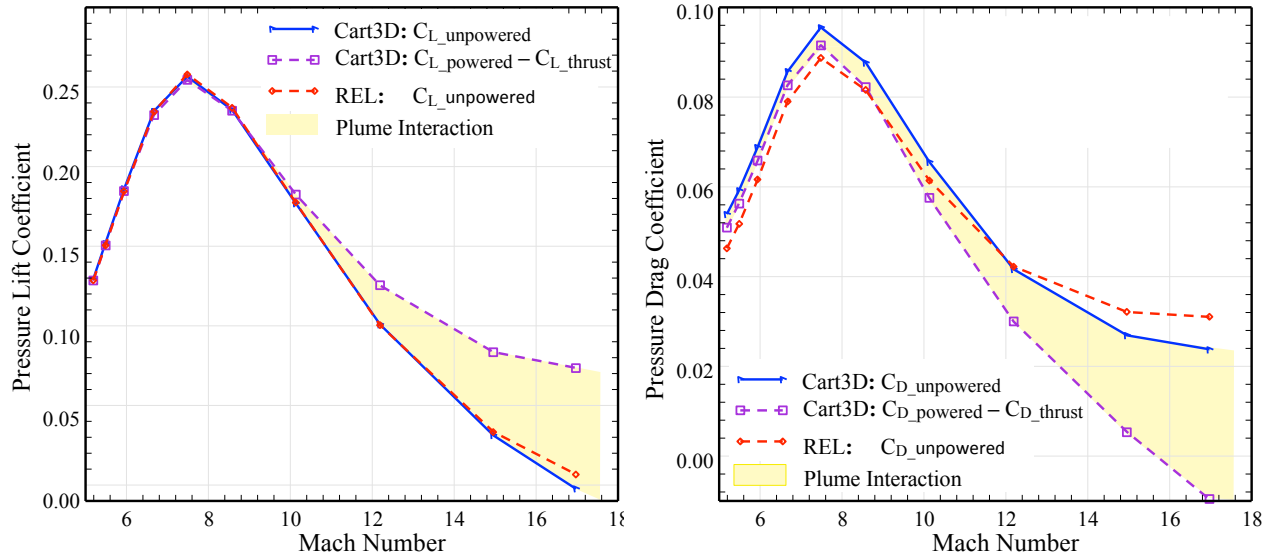 Cart3D: C_L_unpowered
Cart3D: C_L_powered – C_L_thrust
REL: C_L_unpowered
Plume Interaction
Pressure Lift Coefficient
0.25
0.20
0.15
0.10
0.05
0.00
6 8 10 12 14 16 18
Mach Number
Pressure Drag Coefficient
0.10
0.08
0.06
0.04
0.02
0.00
Cart3D: C_D_unpowered
Cart3D: C_D_powered – C_D_thrust
REL: C_D_unpowered
Plume Interaction
6 8 10 12 14 16 18
Mach Number